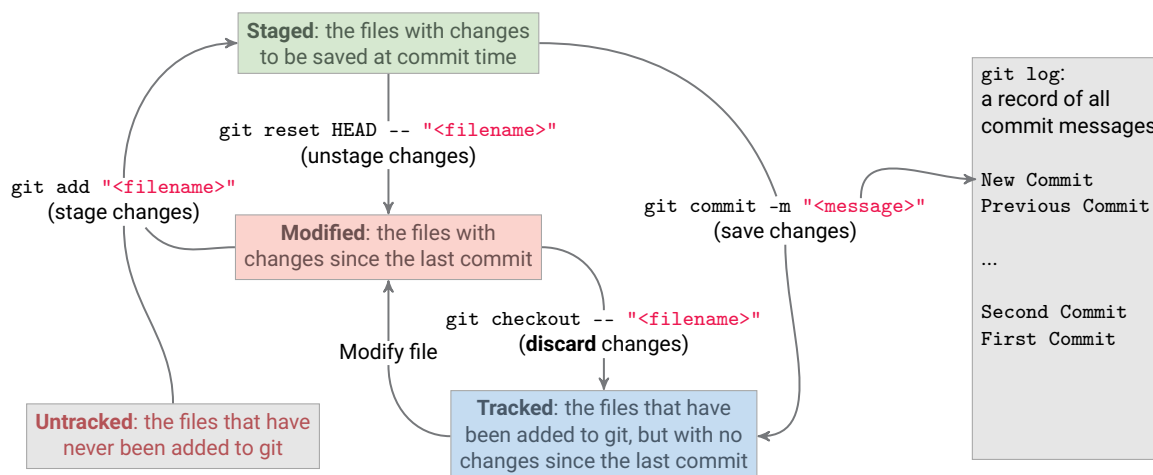 Staged: the files with changes
to be saved at commit time
git log:
a record of all
commit messages
git reset HEAD -- "<filename>"
(unstage changes)
git add "<filename>"
(stage changes)
New Commit
Previous Commit
git commit -m "<message>"
(save changes)
Modified: the files with
changes since the last commit
...
Second Commit
First Commit
git checkout -- "<filename>"
(discard changes)
Modify file
Untracked: the files that have
never been added to git
Tracked: the files that have
been added to git, but with no
changes since the last commit